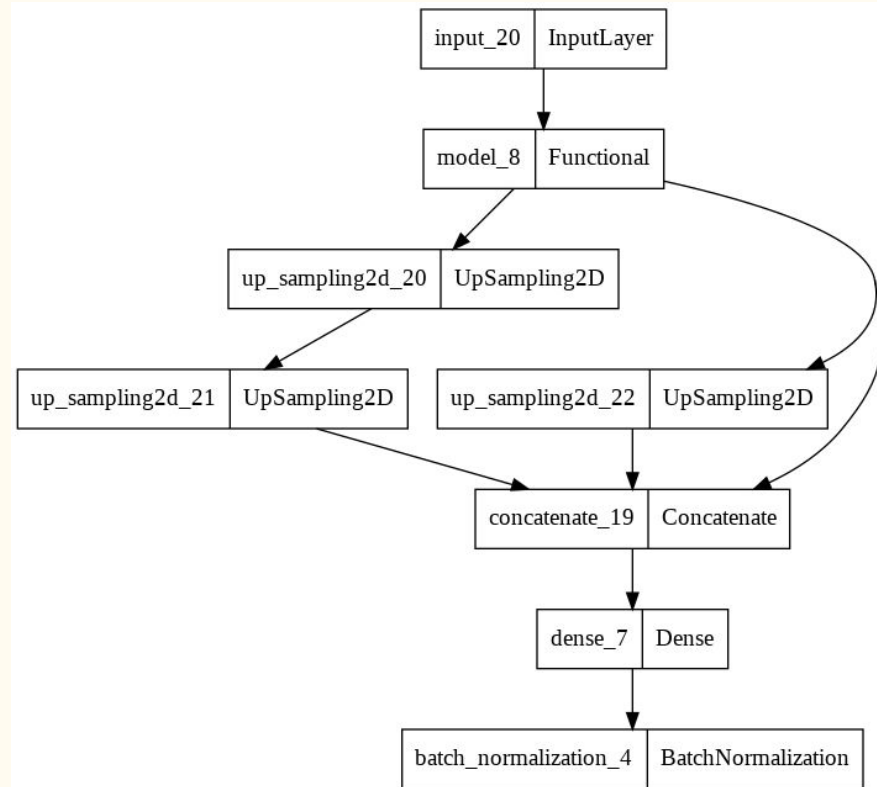 input_20 InputLayer
model_8 Functional
up_sampling2d_20 UpSampling2D
up_sampling2d_21 UpSampling2D
up_sampling2d_22 UpSampling2D
concatenate_19 Concatenate
dense_7 Dense
batch_normalization_4 BatchNormalization